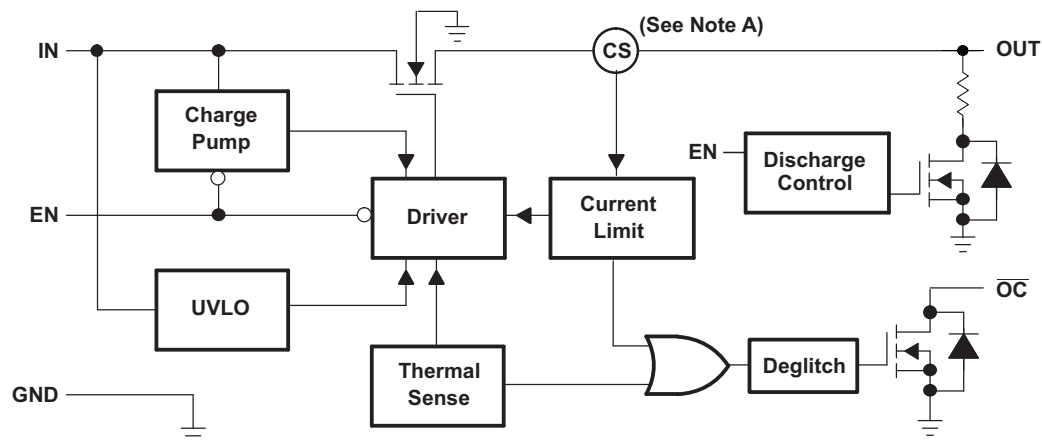 (See Note A)
IN
CS
OUT
Charge
Pump
EN
Discharge
Control
EN
Driver
Current
Limit
UVLO
O̅C̅
Thermal
Sense
Deglitch
GND